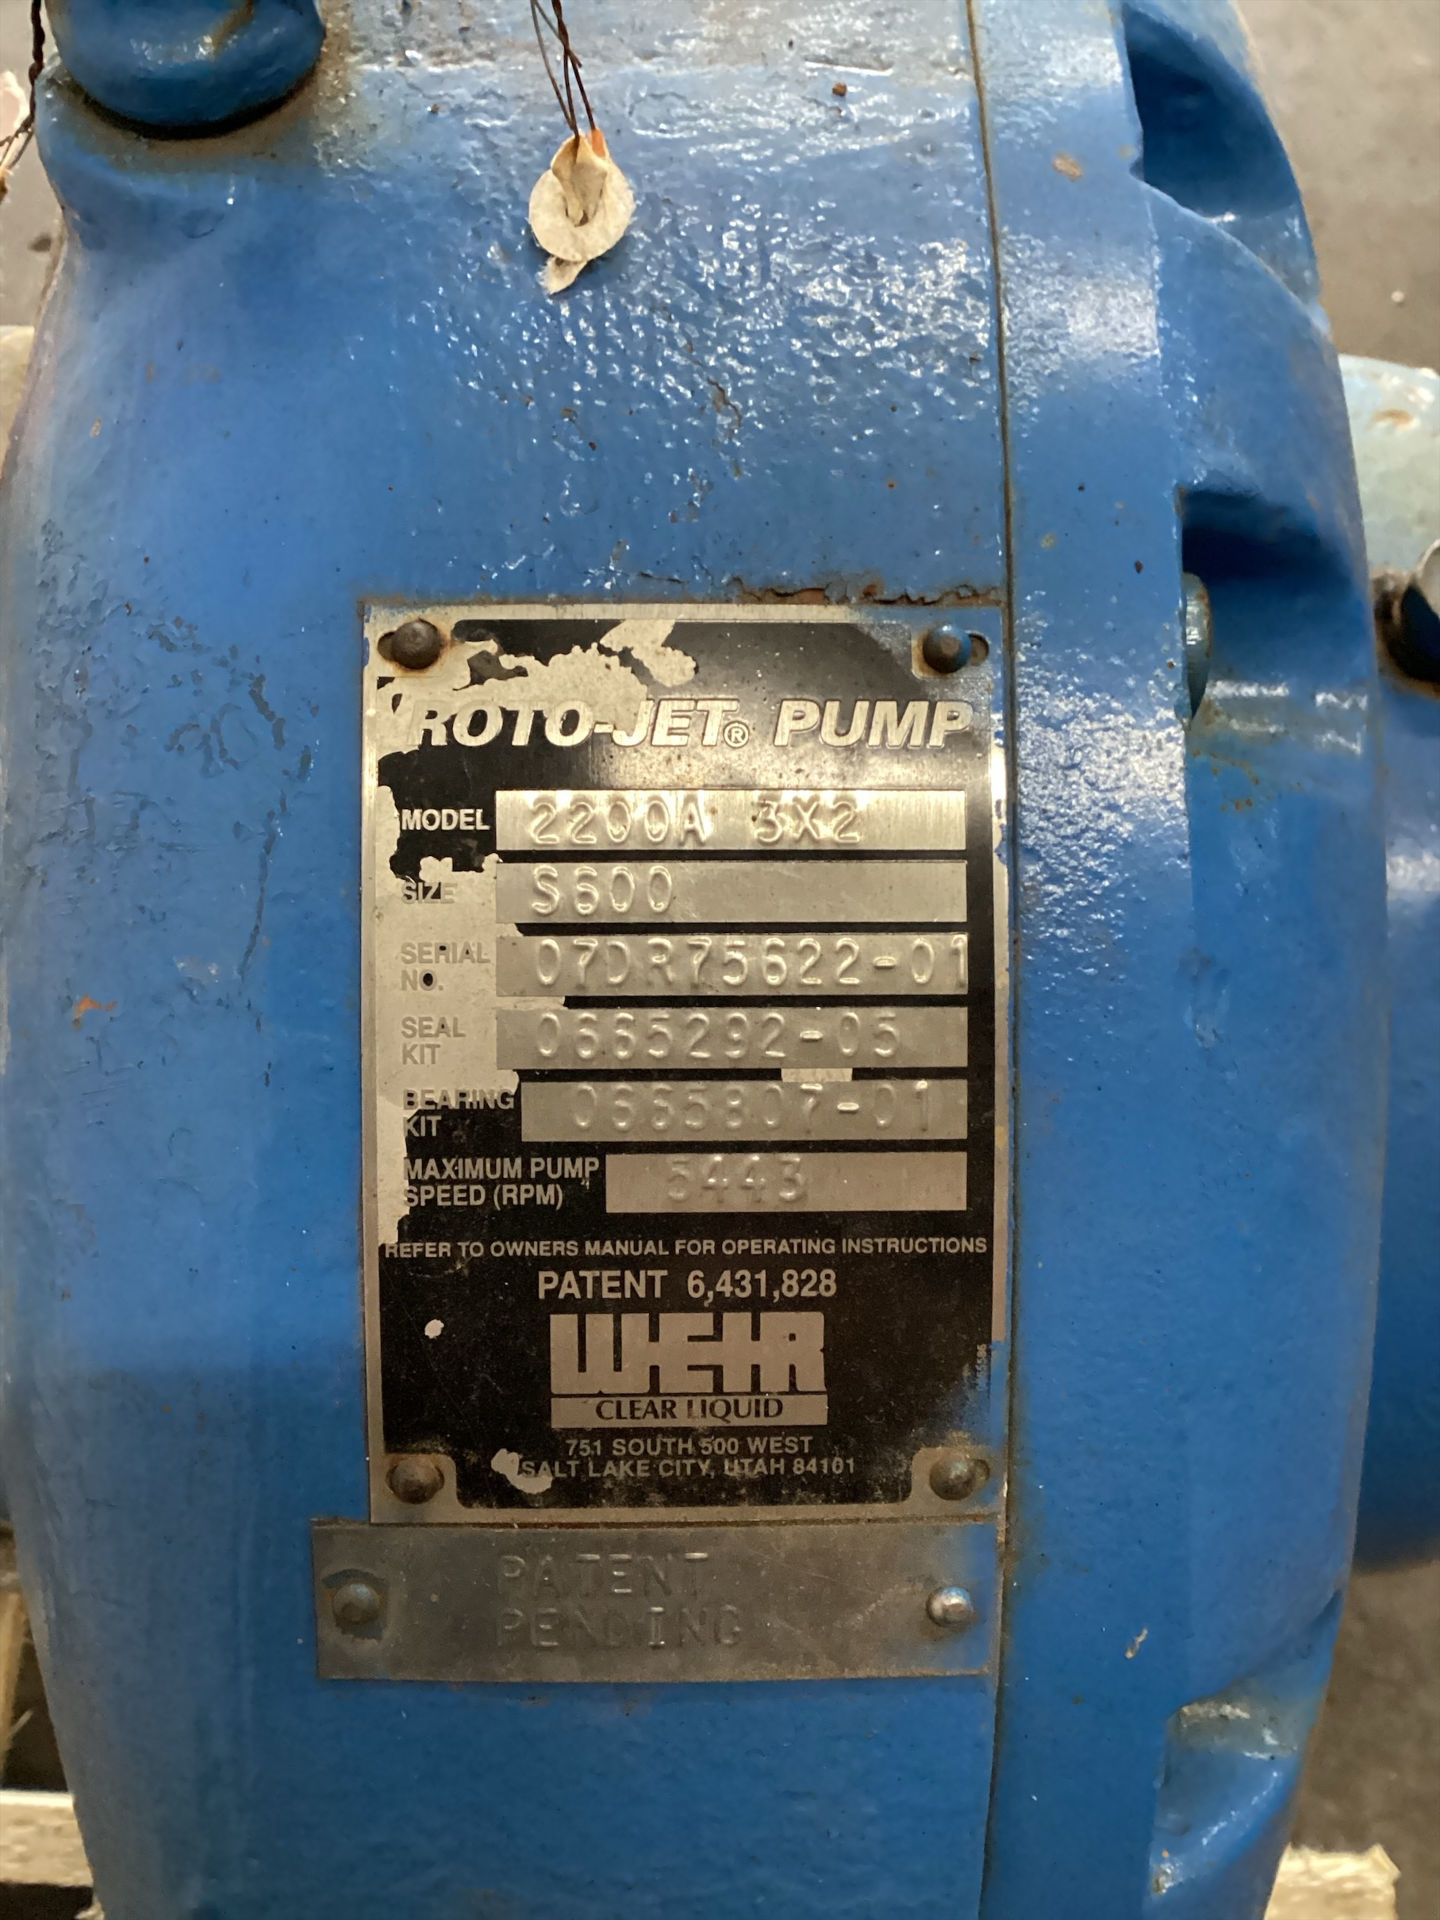 ROTO-JET® PUMP
MODEL 2200A 3X2
SIZE S600
SERIAL NO. 07DR75622-01
SEAL KIT 0665292-05
BEARING KIT 0665807-01
MAXIMUM PUMP SPEED (RPM) 5443
REFER TO OWNERS MANUAL FOR OPERATING INSTRUCTIONS
PATENT 6,431,828
WEIR
CLEAR LIQUID
751 SOUTH 500 WEST
SALT LAKE CITY, UTAH 84101
PATENT
PENDING